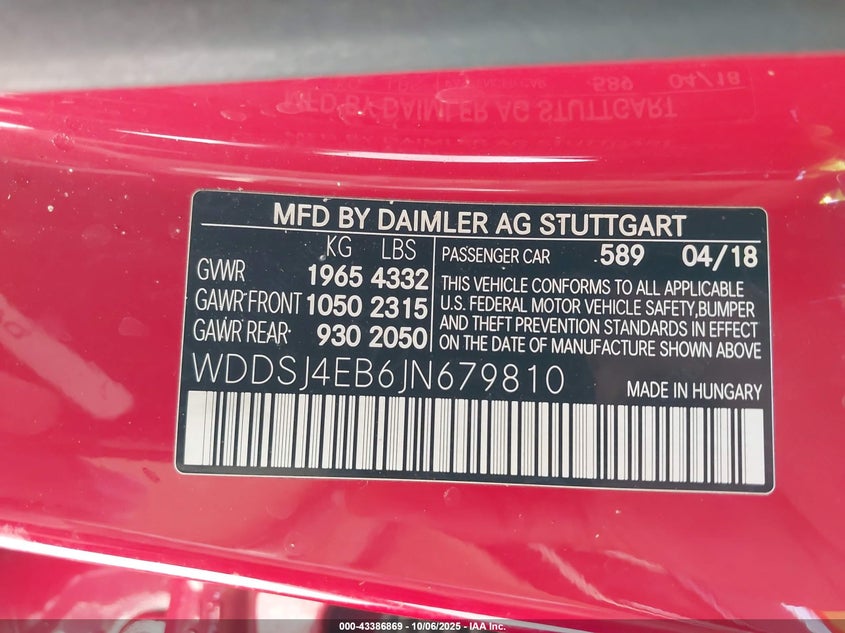 MFD BY DAIMLER AG STUTTGART
KG LBS
GVWR 1965 4332
GAWR FRONT 1050 2315
GAWR REAR 930 2050
PASSENGER CAR 589 04/18
THIS VEHICLE CONFORMS TO ALL APPLICABLE
U.S. FEDERAL MOTOR VEHICLE SAFETY, BUMPER
AND THEFT PREVENTION STANDARDS IN EFFECT
ON THE DATE OF MANUFACTURE SHOWN ABOVE
WDDSJ4EB6JN679810
MADE IN HUNGARY
000-43386869 - 10/06/2025 - IAA Inc.